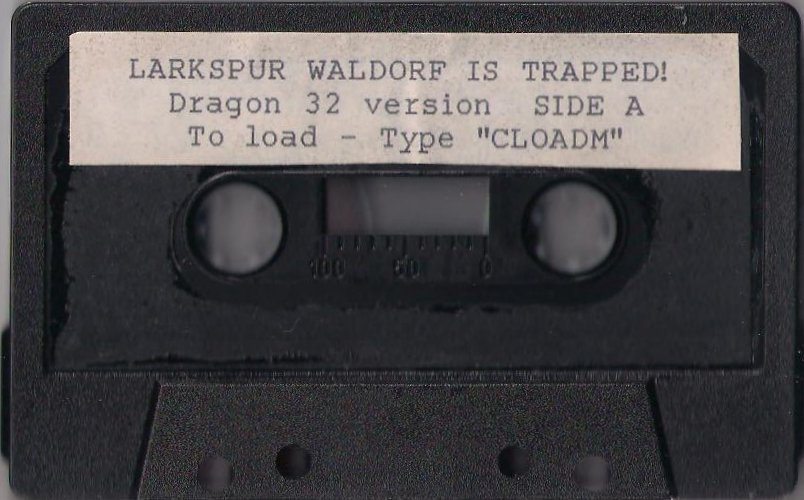 LARKSPUR WALDORF IS TRAPPED!
Dragon 32 version SIDE A
To load - Type "CLOADM"
100 50 0